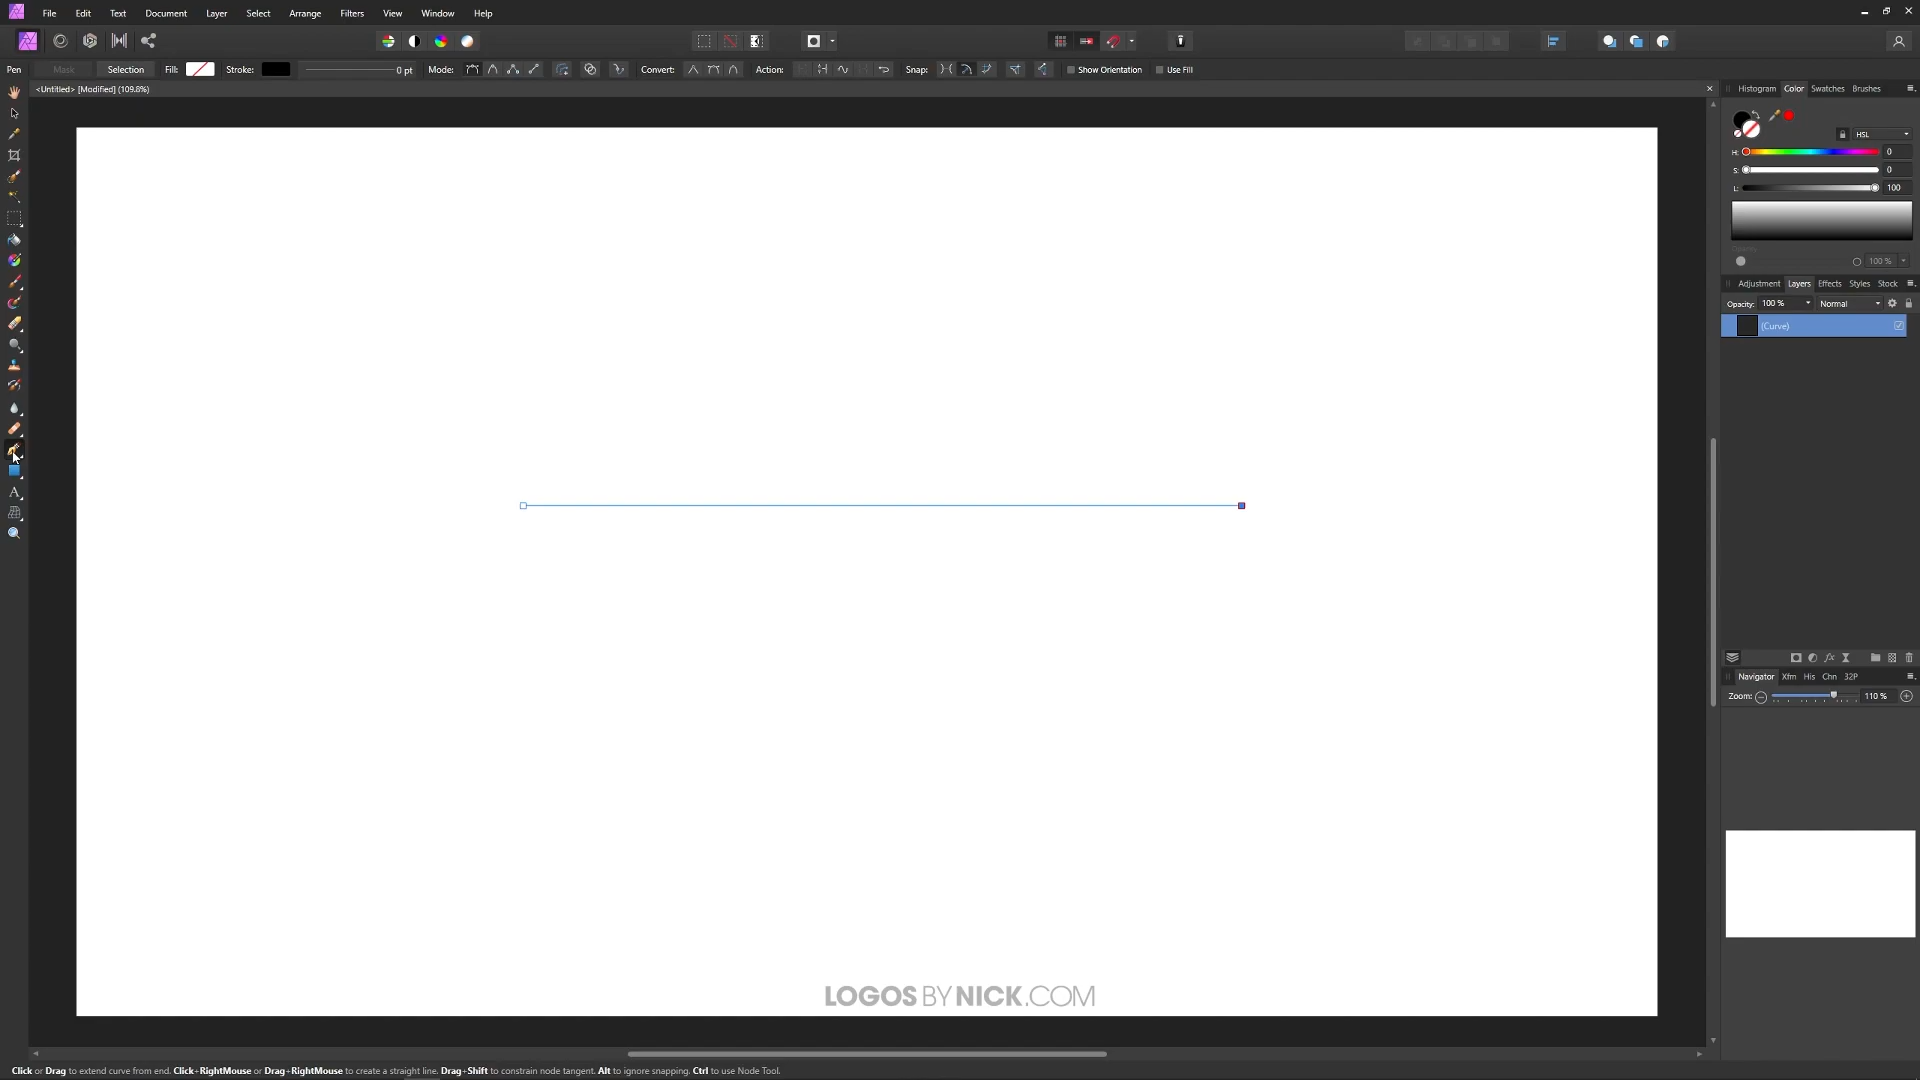 File Edit Text Document Layer Select Arrange Filters View Window Help
Pen Mask Selection Fill: Stroke: 0 pt Mode: Convert: Action: Snap: Show Orientation Use Fill
<Untitled> [Modified] (109.8%)
Histogram Color Swatches Brushes
HSL
H: 0
S: 0
L: 100
Opacity
100 %
Adjustment Layers Effects Styles Stock
Opacity: 100 % Normal
(Curve)
Navigator Xfm His Chn 32P
Zoom: 110 %
LOGOS BY NICK.COM
Click or Drag to extend curve from end. Click+RightMouse or Drag+RightMouse to create a straight line. Drag+Shift to constrain node tangent. Alt to ignore snapping. Ctrl to use Node Tool.